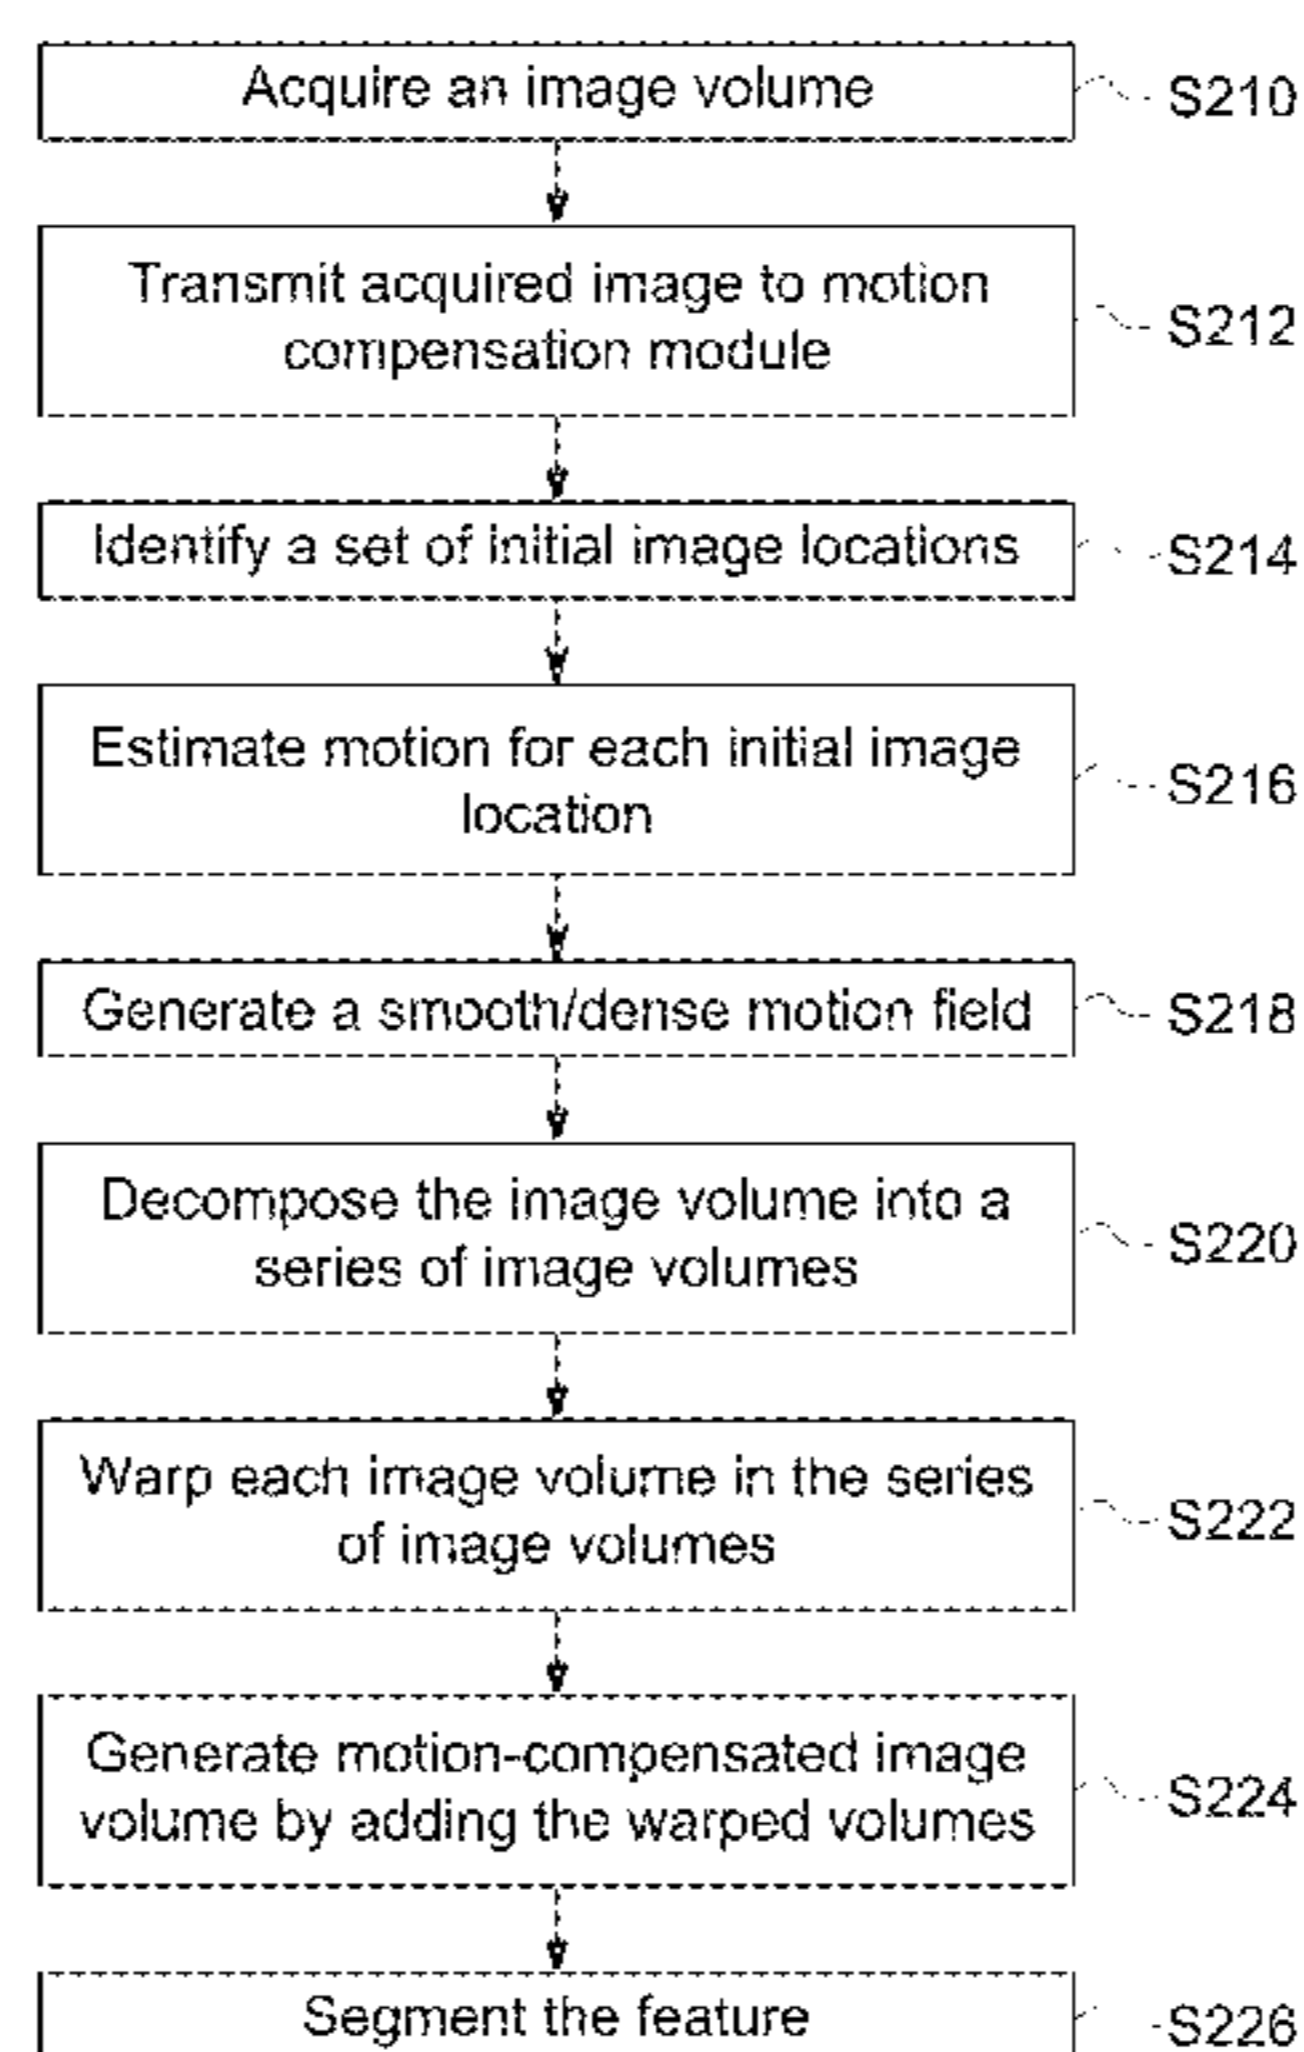 Acquire an image volume
S210
Transmit acquired image to motion
compensation module
S212
Identify a set of initial image locations
S214
Estimate motion for each initial image
location
S216
Generate a smooth/dense motion field
S218
Decompose the image volume into a
series of image volumes
S220
Warp each image volume in the series
of image volumes
S222
Generate motion-compensated image
volume by adding the warped volumes
S224
Segment the feature
S226